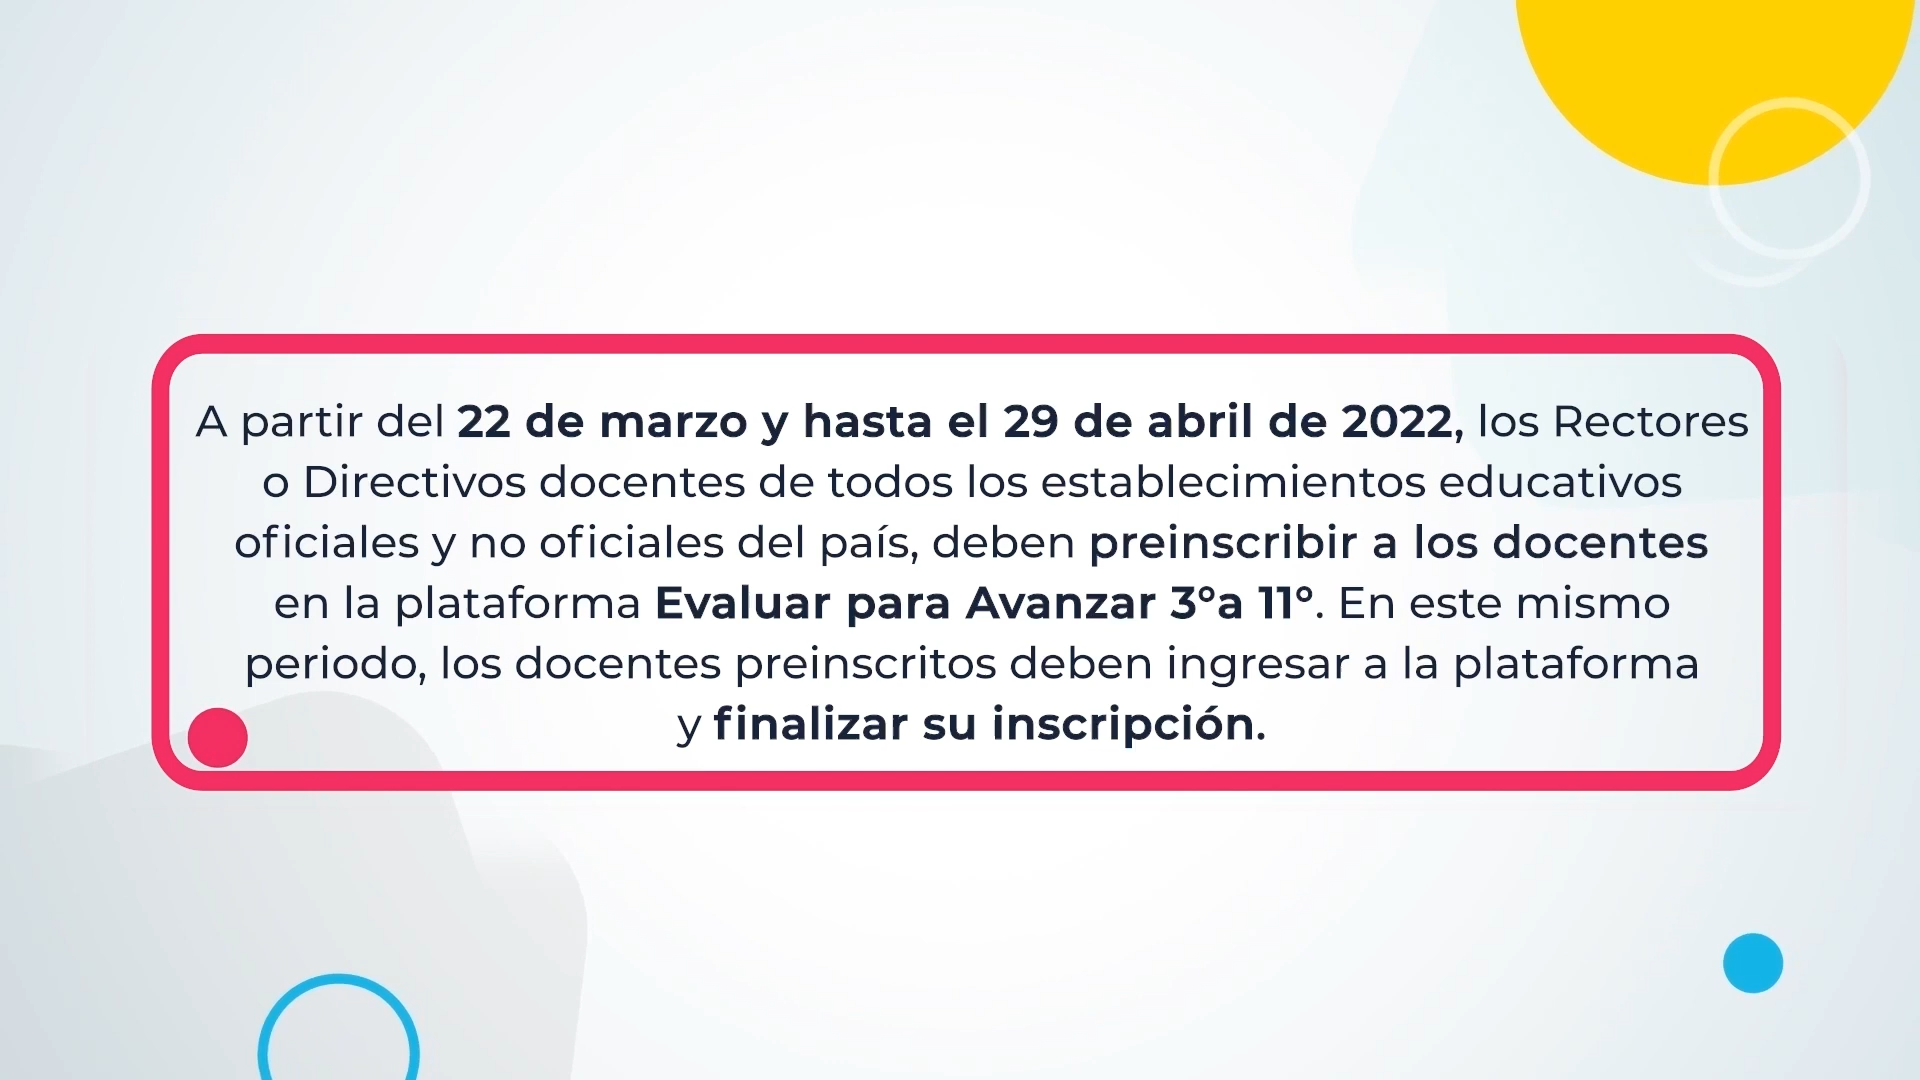 A partir del 22 de marzo y hasta el 29 de abril de 2022, los Rectores
o Directivos docentes de todos los establecimientos educativos
oficiales y no oficiales del país, deben preinscribir a los docentes
en la plataforma Evaluar para Avanzar 3°a 11°. En este mismo
periodo, los docentes preinscritos deben ingresar a la plataforma
y finalizar su inscripción.